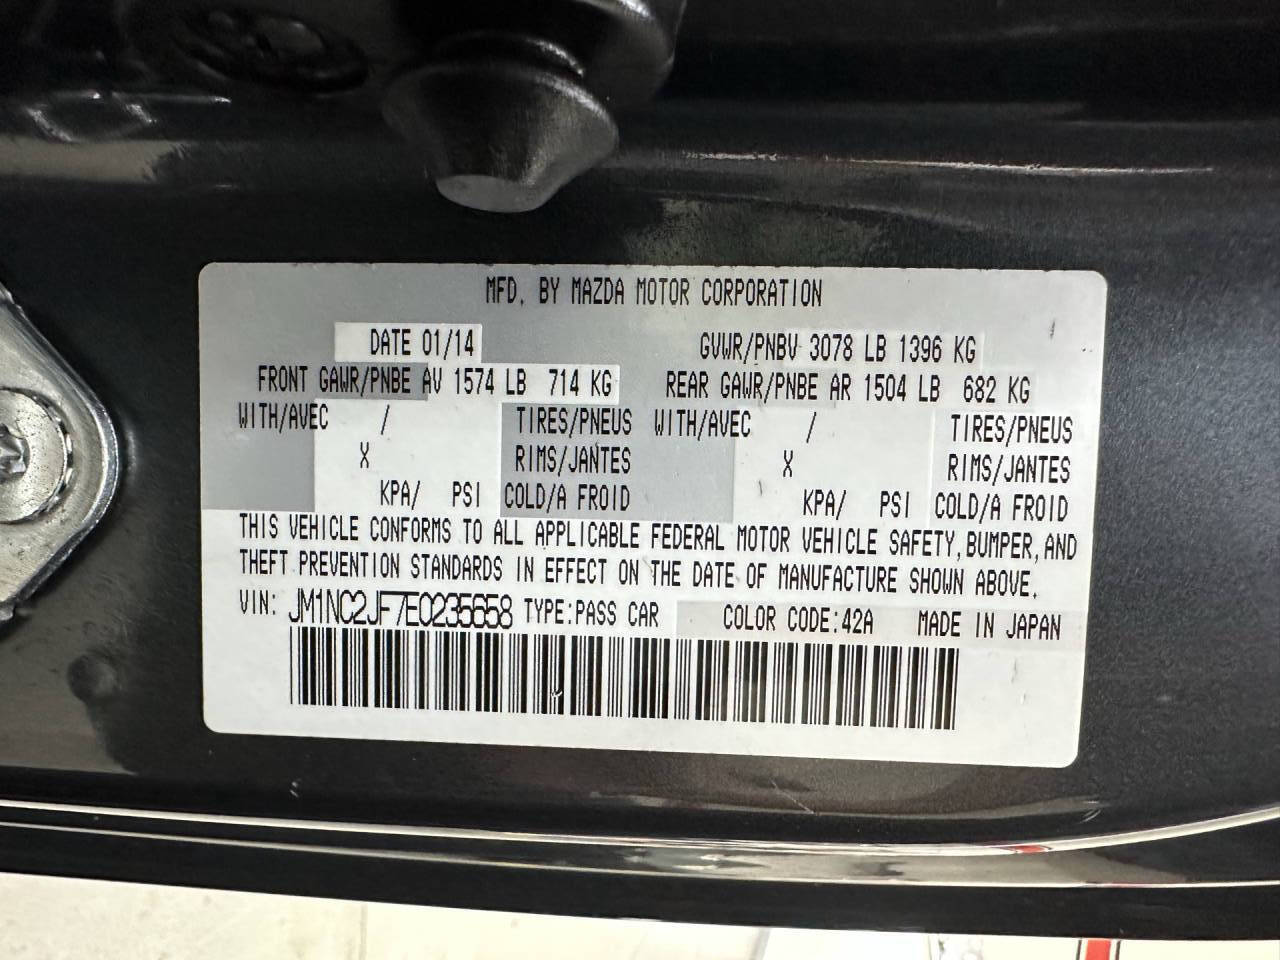 MFD. BY MAZDA MOTOR CORPORATION
DATE 01/14 GVWR/PNBV 3078 LB 1396 KG
FRONT GAWR/PNBE AV 1574 LB 714 KG REAR GAWR/PNBE AR 1504 LB 682 KG
WITH/AVEC / TIRES/PNEUS WITH/AVEC / TIRES/PNEUS
X RIMS/JANTES X RIMS/JANTES
KPA/ PSI COLD/A FROID KPA/ PSI COLD/A FROID
THIS VEHICLE CONFORMS TO ALL APPLICABLE FEDERAL MOTOR VEHICLE SAFETY, BUMPER, AND
THEFT PREVENTION STANDARDS IN EFFECT ON THE DATE OF MANUFACTURE SHOWN ABOVE.
VIN: JM1NC2JF7E0235658 TYPE:PASS CAR COLOR CODE:42A MADE IN JAPAN